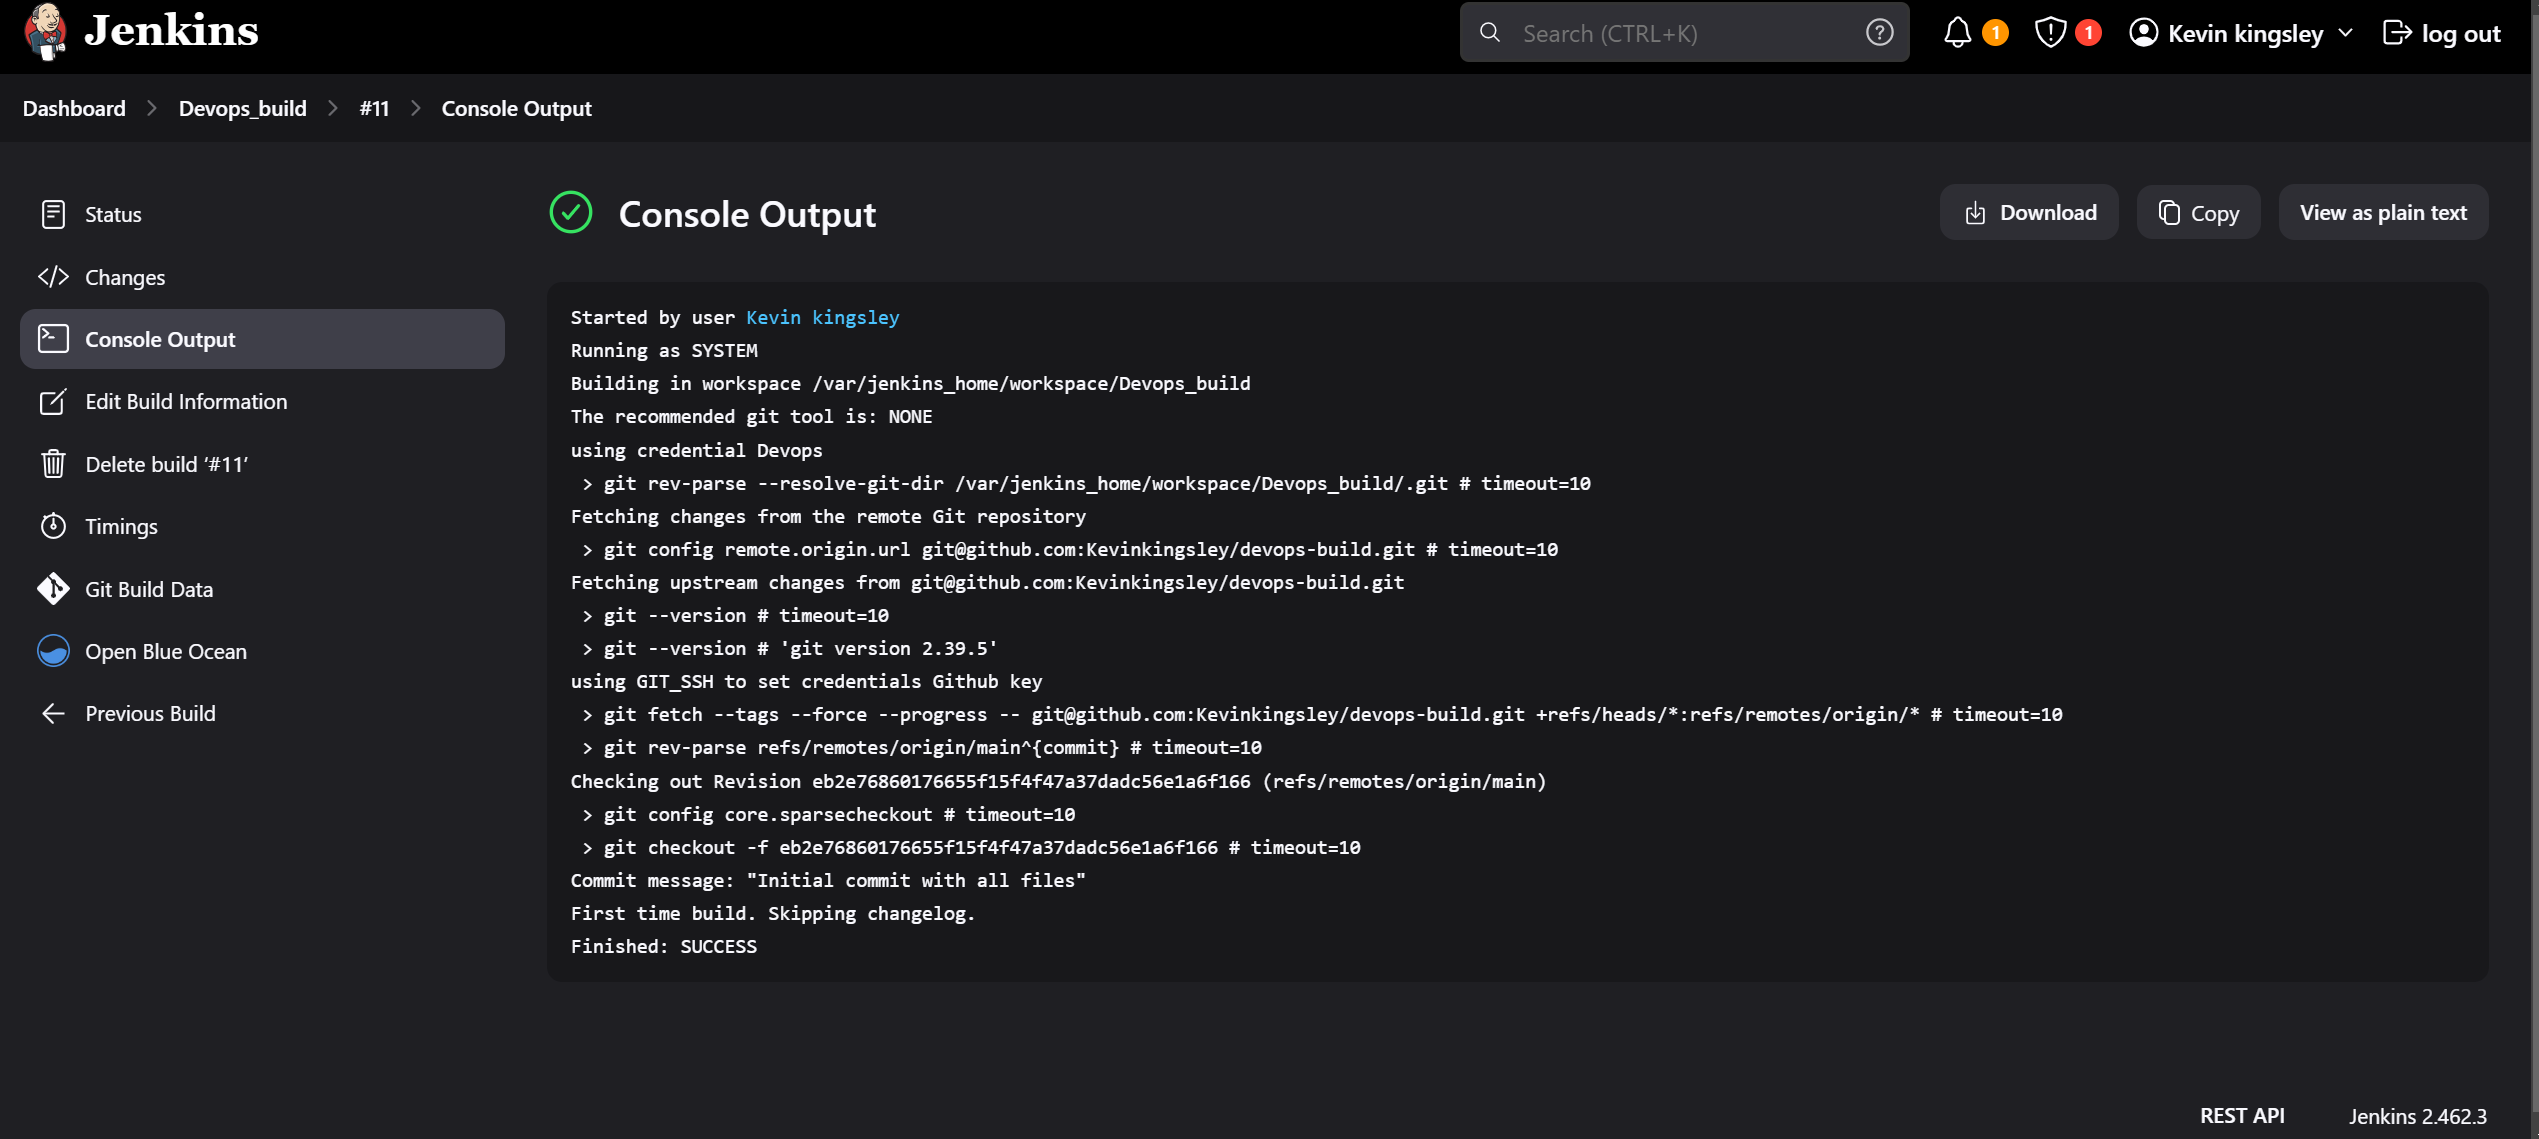 Jenkins
Search (CTRL+K)
1
1
Kevin kingsley
log out
Dashboard
Devops_build
#11
Console Output
Status
Changes
Console Output
Edit Build Information
Delete build ‘#11’
Timings
Git Build Data
Open Blue Ocean
Previous Build
Console Output
Download
Copy
View as plain text
Started by user Kevin kingsley
Running as SYSTEM
Building in workspace /var/jenkins_home/workspace/Devops_build
The recommended git tool is: NONE
using credential Devops
 > git rev-parse --resolve-git-dir /var/jenkins_home/workspace/Devops_build/.git # timeout=10
Fetching changes from the remote Git repository
 > git config remote.origin.url git@github.com:Kevinkingsley/devops-build.git # timeout=10
Fetching upstream changes from git@github.com:Kevinkingsley/devops-build.git
 > git --version # timeout=10
 > git --version # 'git version 2.39.5'
using GIT_SSH to set credentials Github key
 > git fetch --tags --force --progress -- git@github.com:Kevinkingsley/devops-build.git +refs/heads/*:refs/remotes/origin/* # timeout=10
 > git rev-parse refs/remotes/origin/main^{commit} # timeout=10
Checking out Revision eb2e76860176655f15f4f47a37dadc56e1a6f166 (refs/remotes/origin/main)
 > git config core.sparsecheckout # timeout=10
 > git checkout -f eb2e76860176655f15f4f47a37dadc56e1a6f166 # timeout=10
Commit message: "Initial commit with all files"
First time build. Skipping changelog.
Finished: SUCCESS
REST API
Jenkins 2.462.3